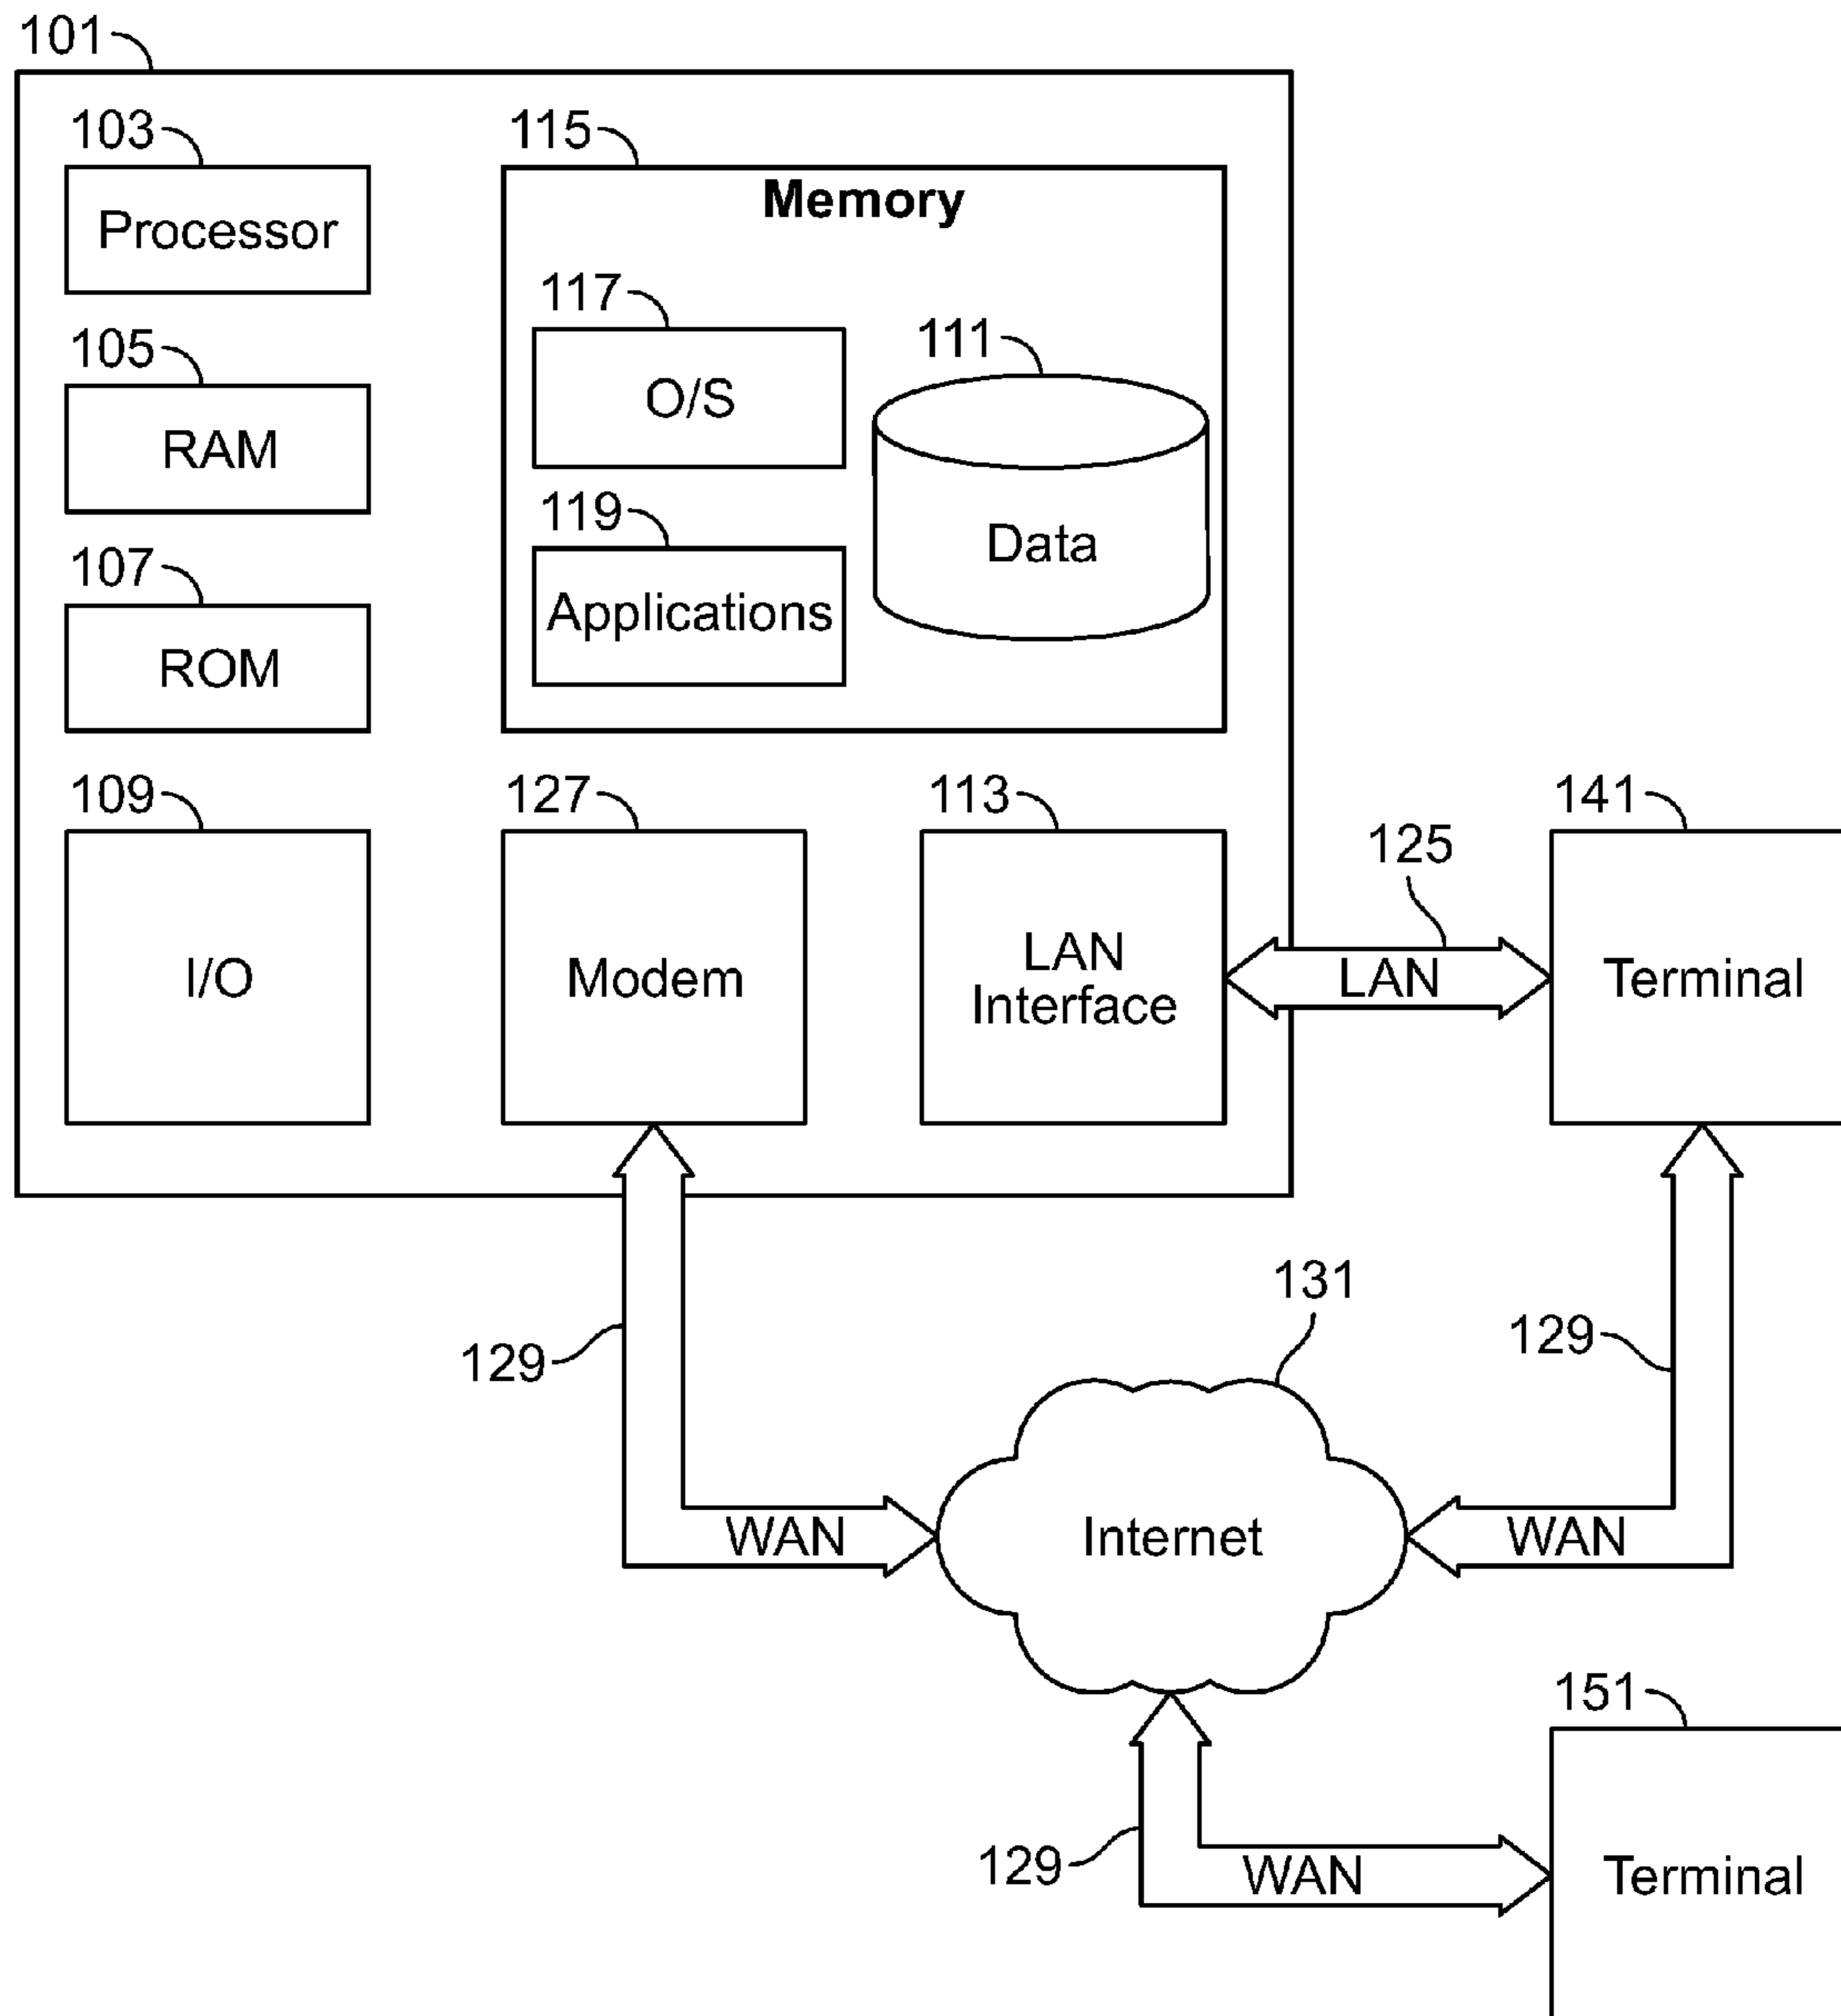 101
103
Processor
105
RAM
107
ROM
109
I/O
115
Memory
117
O/S
111
Data
119
Applications
127
Modem
113
LAN
Interface
125
LAN
141
Terminal
129
WAN
131
Internet
129
WAN
129
WAN
151
Terminal